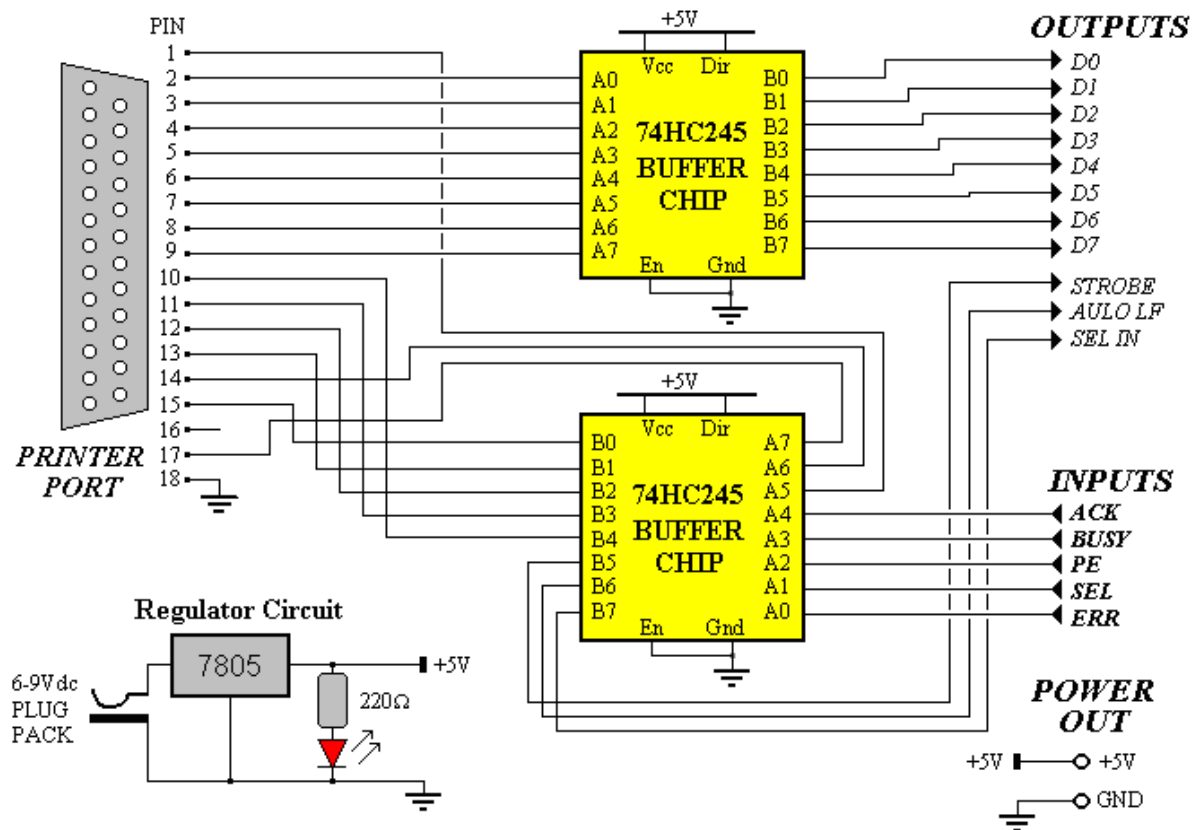 PIN
1
2
3
4
5
6
7
8
9
10
11
12
13
14
15
16
17
18
PRINTER
PORT
+5V
Vcc Dir
A0
A1
A2
A3
A4
A5
A6
A7
74HC245
BUFFER
CHIP
B0
B1
B2
B3
B4
B5
B6
B7
En Gnd
OUTPUTS
D0
D1
D2
D3
D4
D5
D6
D7
STROBE
AULO LF
SEL IN
+5V
Vcc Dir
B0
B1
B2
B3
B4
B5
B6
B7
74HC245
BUFFER
CHIP
A7
A6
A5
A4
A3
A2
A1
A0
En Gnd
INPUTS
ACK
BUSY
PE
SEL
ERR
Regulator Circuit
7805
+5V
6-9Vdc
PLUG
PACK
220Ω
POWER
OUT
+5V +5V
GND